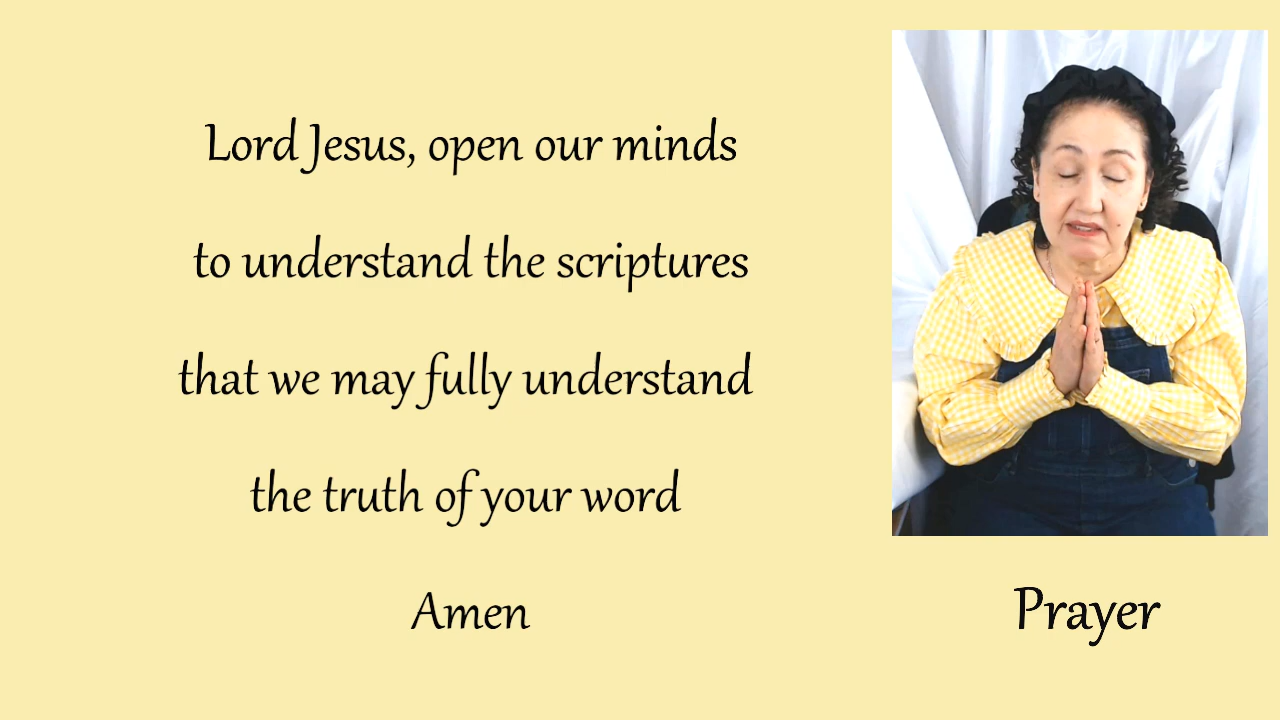 Lord Jesus, open our minds
to understand the scriptures
that we may fully understand
the truth of your word
Amen
Prayer